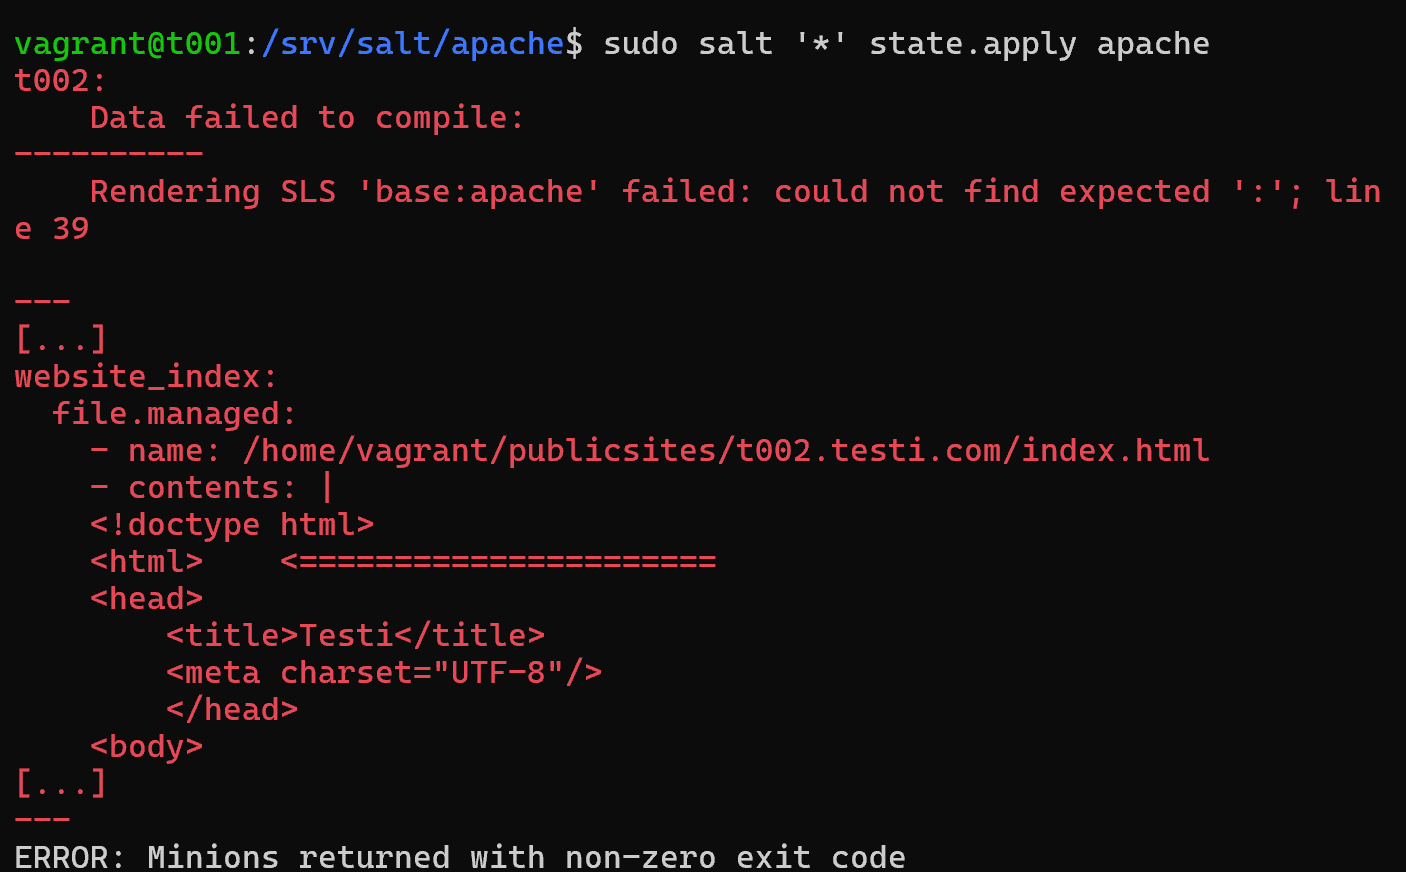 vagrant@t001:/srv/salt/apache$ sudo salt '*' state.apply apache
t002:
    Data failed to compile:
----------
    Rendering SLS 'base:apache' failed: could not find expected ':'; lin
e 39

---
[...]
website_index:
  file.managed:
    - name: /home/vagrant/publicsites/t002.testi.com/index.html
    - contents: |
    <!doctype html>
    <html>    <======================
    <head>
        <title>Testi</title>
        <meta charset="UTF-8"/>
        </head>
    <body>
[...]
---
ERROR: Minions returned with non-zero exit code